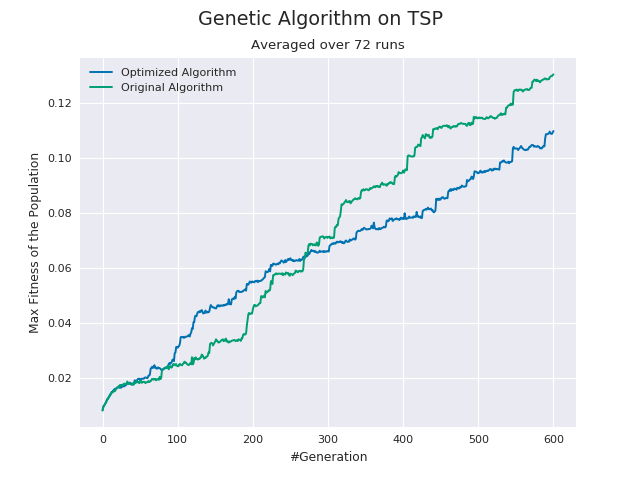 Genetic Algorithm on TSP
Averaged over 72 runs
Optimized Algorithm
Original Algorithm
Max Fitness of the Population
0.12
0.10
0.08
0.06
0.04
0.02
0 100 200 300 400 500 600
#Generation